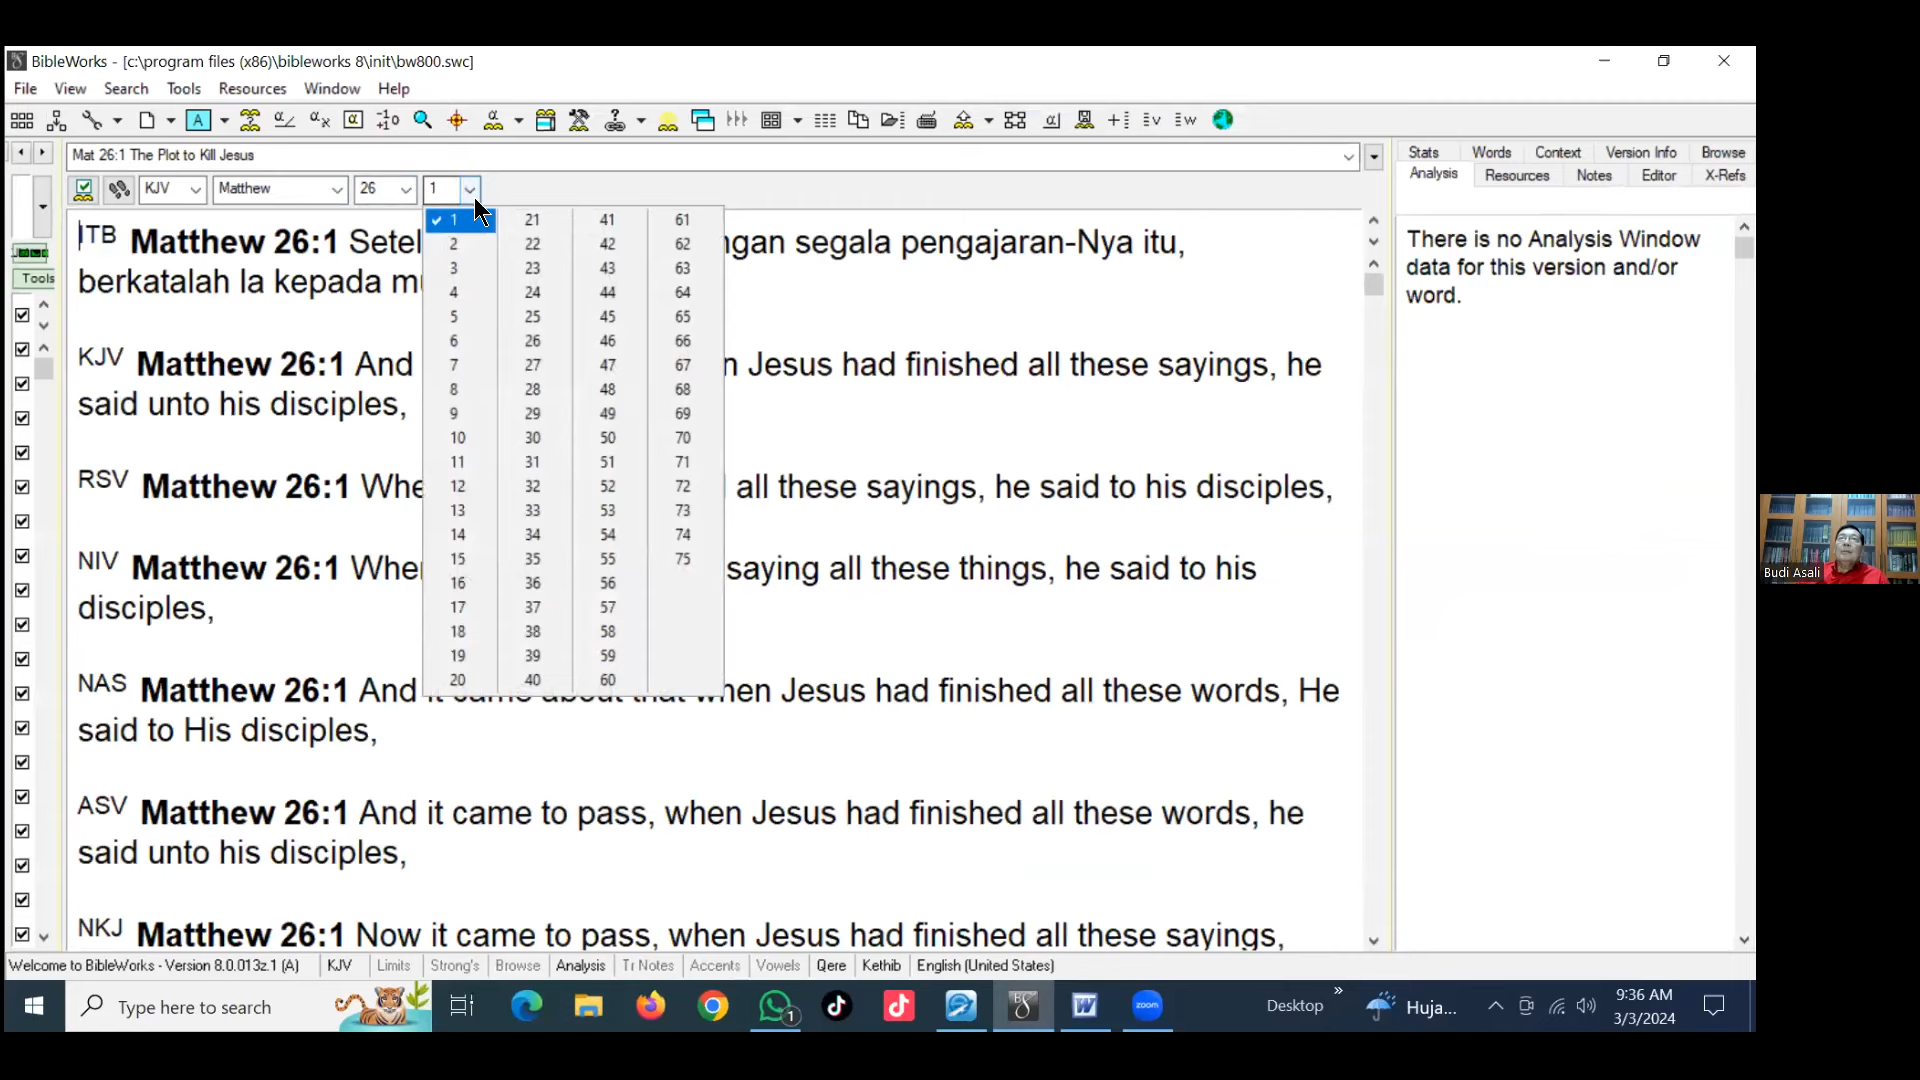 BibleWorks - [c:\program files (x86)\bibleworks 8\init\bw800.swc]
File View Search Tools Resources Window Help
Mat 26:1 The Plot to Kill Jesus
KJV Matthew 26 1
Stats Words Context Version Info Browse
Analysis Resources Notes Editor X-Refs
There is no Analysis Window
data for this version and/or
word.
Tools
1 21 41 61
2 22 42 62
3 23 43 63
4 24 44 64
5 25 45 65
6 26 46 66
7 27 47 67
8 28 48 68
9 29 49 69
10 30 50 70
11 31 51 71
12 32 52 72
13 33 53 73
14 34 54 74
15 35 55 75
16 36 56
17 37 57
18 38 58
19 39 59
20 40 60
ITB Matthew 26:1 segala pengajaran-Nya itu,
berkatalah Ia kepada
KJV Matthew 26:1 And Jesus had finished all these sayings, he
said unto his disciples,
RSV Matthew 26:1 all these sayings, he said to his disciples,
NIV Matthew 26:1 saying all these things, he said to his
disciples,
NAS Matthew 26:1 And it came about that when Jesus had finished all these words, He
said to His disciples,
ASV Matthew 26:1 And it came to pass, when Jesus had finished all these words, he
said unto his disciples,
NKJ Matthew 26:1 Now it came to pass, when Jesus had finished all these sayings,
Welcome to BibleWorks - Version 8.0.013z.1 (A) KJV Limits Strong's Browse Analysis Tr Notes Accents Vowels Qere Kethib English (United States)
Type here to search
1
zoom
Desktop
Huja...
9:36 AM
3/3/2024
Budi Asali